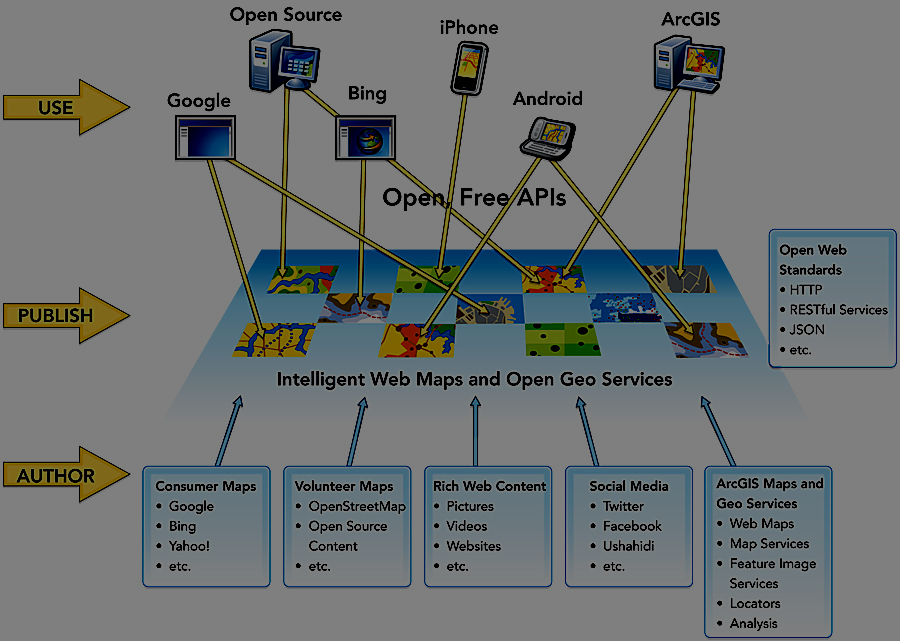 Open Source
iPhone
ArcGIS
Google
Bing
Android
USE
Open, Free APIs
PUBLISH
Open Web
Standards
• HTTP
• RESTful Services
• JSON
• etc.
Intelligent Web Maps and Open Geo Services
AUTHOR
Consumer Maps
• Google
• Bing
• Yahoo!
• etc.
Volunteer Maps
• OpenStreetMap
• Open Source
Content
• etc.
Rich Web Content
• Pictures
• Videos
• Websites
• etc.
Social Media
• Twitter
• Facebook
• Ushahidi
• etc.
ArcGIS Maps and
Geo Services
• Web Maps
• Map Services
• Feature Image
Services
• Locators
• Analysis